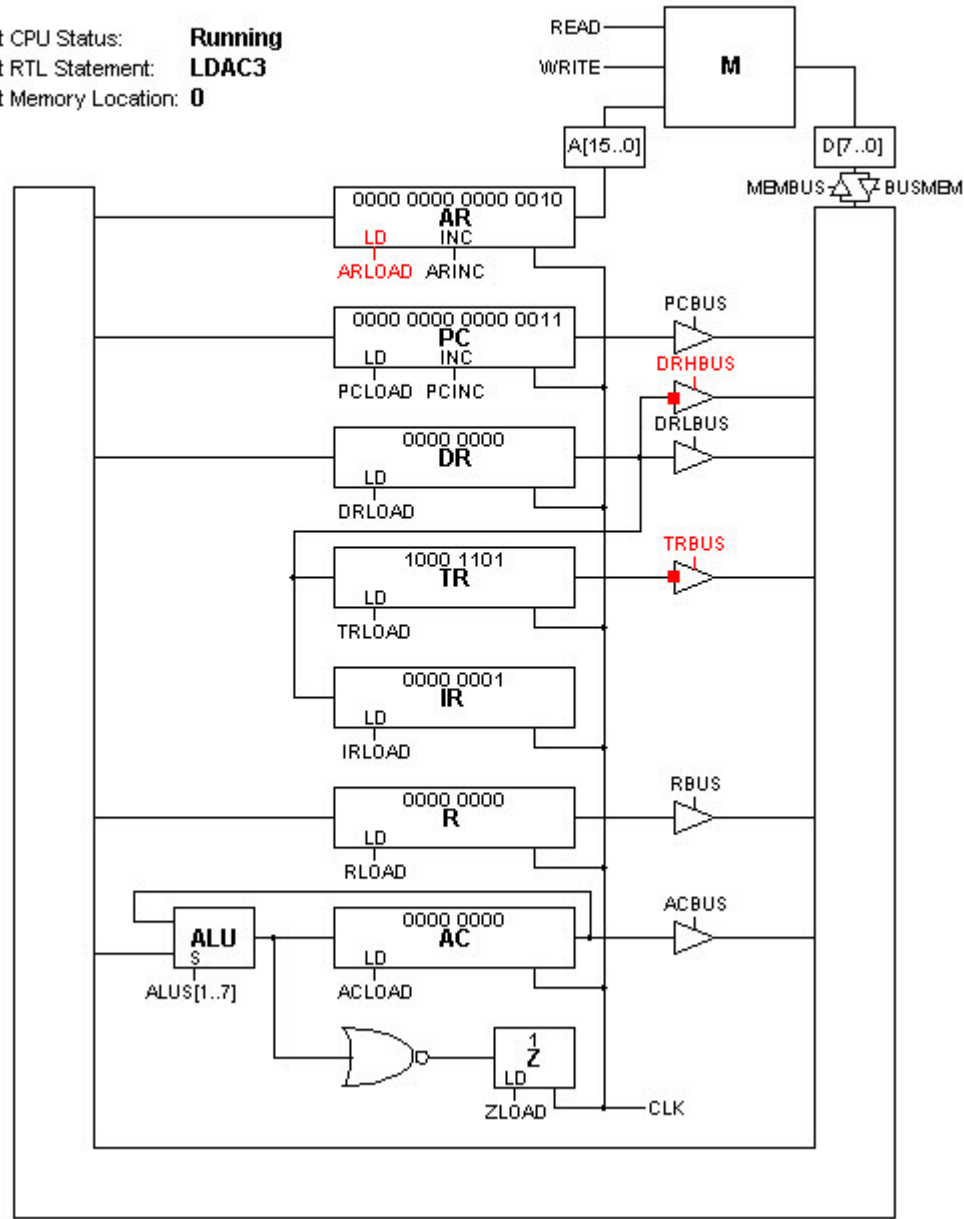 t CPU Status: Running
t RTL Statement: LDAC3
t Memory Location: 0
READ
WRITE
M
A[15..0]
D[7..0]
MEMBUS
BUSMEM
0000 0000 0000 0010
AR
LD INC
ARLOAD ARINC
PCBUS
0000 0000 0000 0011
PC
LD INC
PCLOAD PCINC
DRHBUS
DRLBUS
0000 0000
DR
LD
DRLOAD
TRBUS
1000 1101
TR
LD
TRLOAD
0000 0001
IR
LD
IRLOAD
RBUS
0000 0000
R
LD
RLOAD
ACBUS
0000 0000
AC
LD
ACLOAD
ALU
S
ALUS[1..7]
1
Z
LD
ZLOAD
CLK